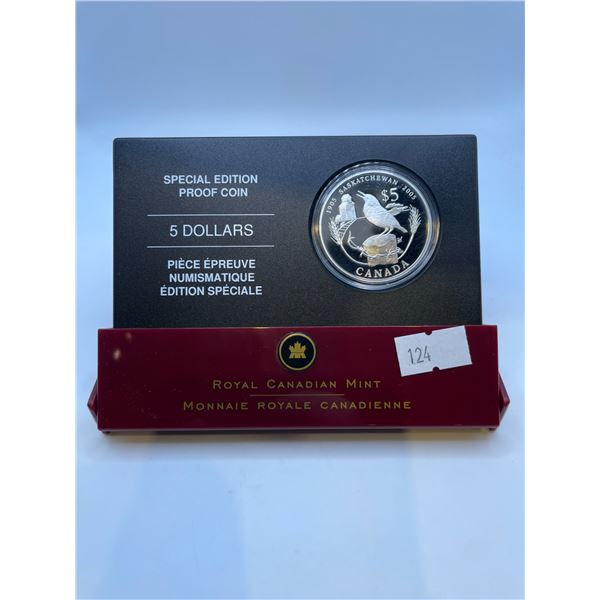 SPECIAL EDITION
PROOF COIN
5 DOLLARS
PIÈCE ÉPREUVE
NUMISMATIQUE
ÉDITION SPÉCIALE
1905 SASKATCHEWAN 2005
$5
CANADA
124
ROYAL CANADIAN MINT
MONNAIE ROYALE CANADIENNE